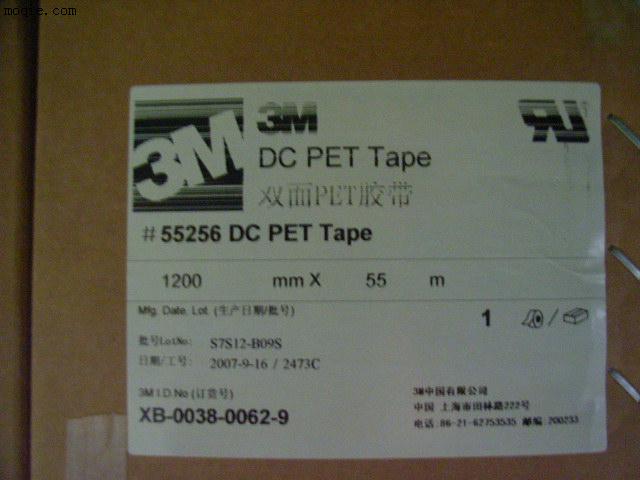 moqie.com
3M
3M
DC PET Tape
双面PET胶带
#55256 DC PET Tape
1200 mm X 55 m
Mfg. Date, Lot. (生产日期/批号)
1
批号LotNo: S7S12-B09S
日期/工号: 2007-9-16 / 2473C
3M I.D.No (订货号)
XB-0038-0062-9
3M中国有限公司
中国 上海市田林路222号
电话.86-21-62753535 邮编.200233